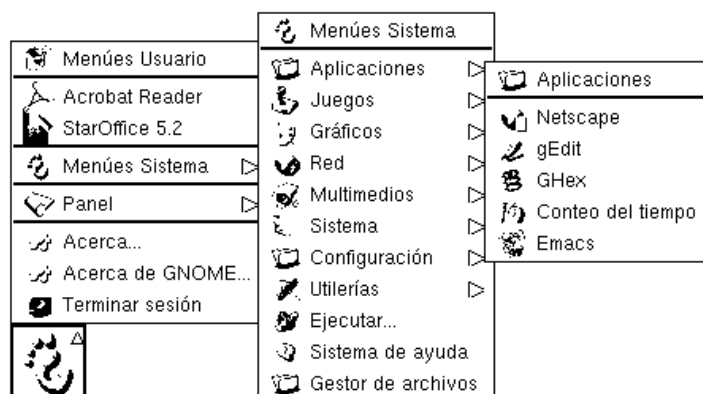 Menúes Usuario
Acrobat Reader
StarOffice 5.2
Menúes Sistema
Panel
Acerca...
Acerca de GNOME...
Terminar sesión
Menúes Sistema
Aplicaciones
Juegos
Gráficos
Red
Multimedios
Sistema
Configuración
Utilerías
Ejecutar...
Sistema de ayuda
Gestor de archivos
Aplicaciones
Netscape
gEdit
GHex
Conteo del tiempo
Emacs